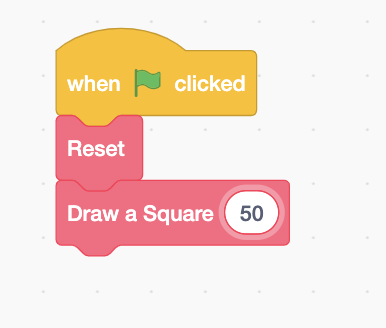 when clicked
Reset
Draw a Square 50